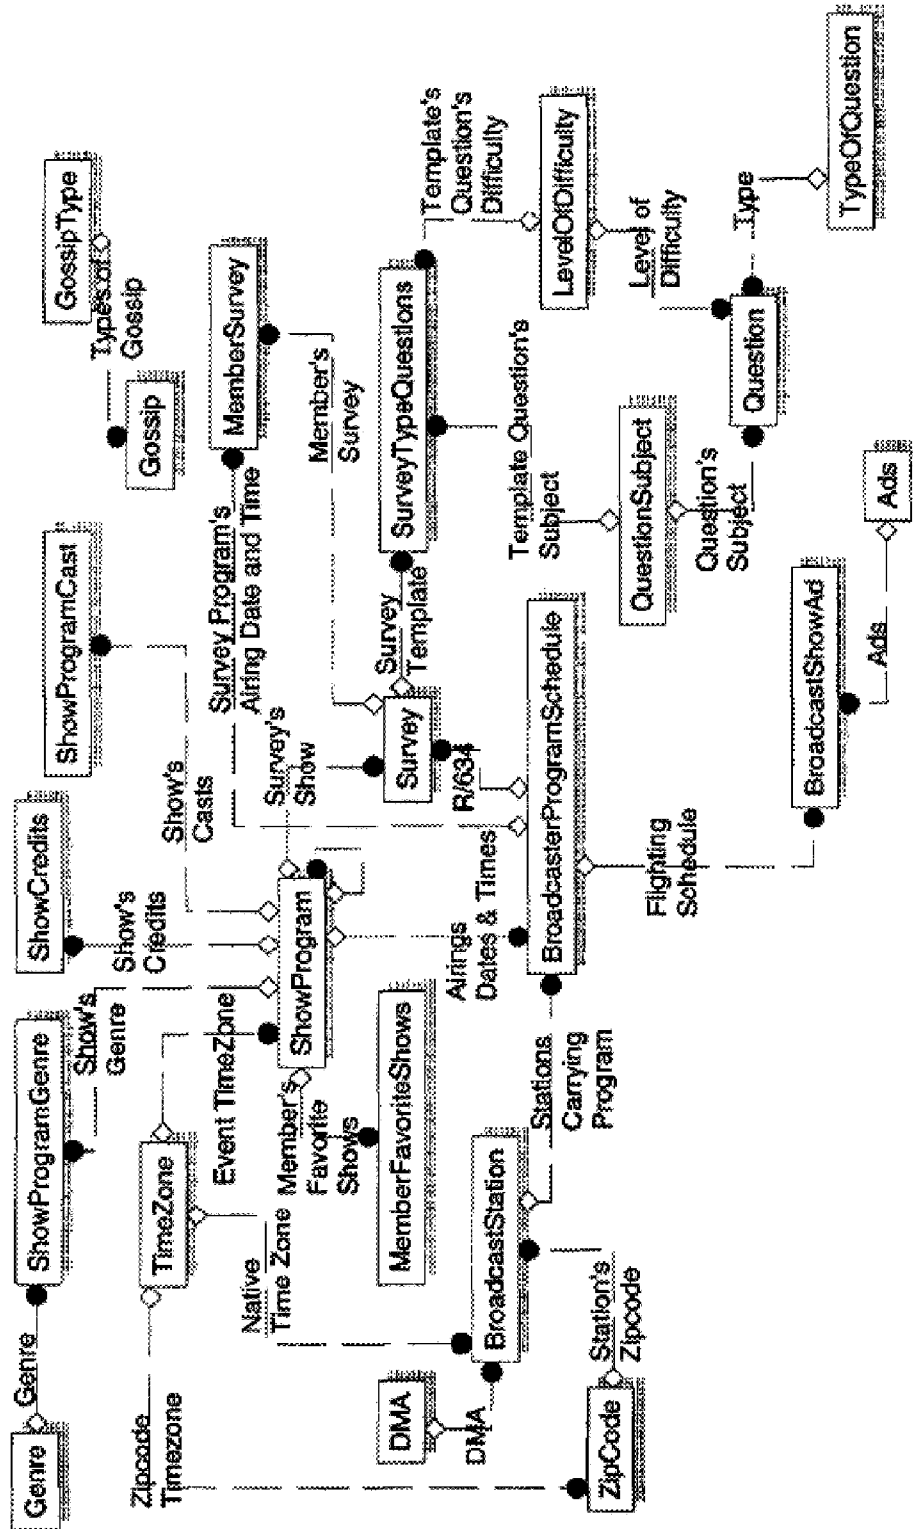 Genre
Genre
ShowProgramGenre
Show's
Genre
ShowCredits
Show's
Credits
ShowProgramCast
Show's
Casts
GossipType
Types of
Gossip
Gossip
Zipcode
Timezone
TimeZone
Event TimeZone
Native
Time Zone
Member's
Favorite
Shows
ShowProgram
MemberFavoriteShows
Survey's
Show
Survey Program's
Airing Date and Time
MemberSurvey
Member's
Survey
Survey
Survey
Template
SurveyTypeQuestions
Template's
Question's
Difficulty
R/634
Airings
Dates & Times
DMA
DMA
BroadcastStation
Stations
Carrying
Program
BroadcasterProgramSchedule
Template Question's
Subject
LevelOfDifficulty
Level of
Difficulty
ZipCode
Station's
Zipcode
Flighting
Schedule
QuestionSubject
Question's
Subject
Question
Type
TypeOfQuestion
BroadcastShowAd
Ads
Ads